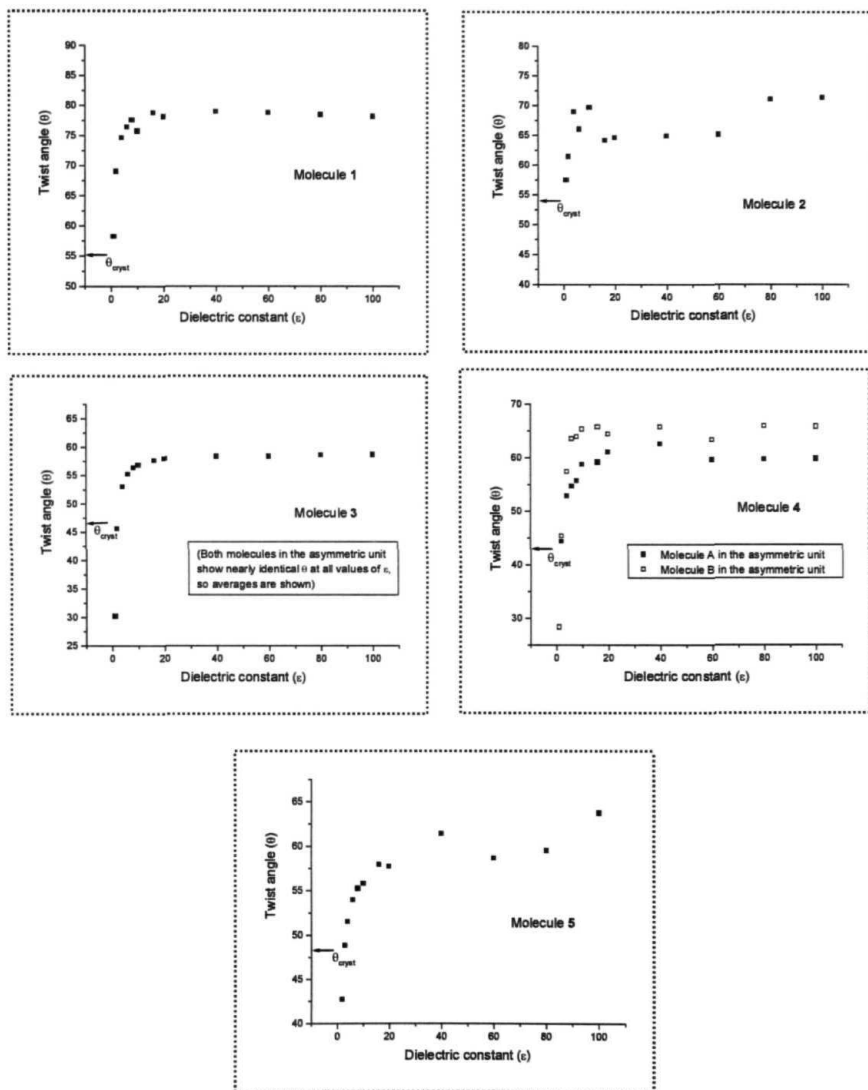 90
85
80
75
70
65
60
55
50
Twist angle (θ)
θcryst
Molecule 1
0 20 40 60 80 100
Dielectric constant (ε)
80
75
70
65
60
55
50
45
40
Twist angle (θ)
θcryst
Molecule 2
0 20 40 60 80 100
Dielectric constant (ε)
65
60
55
50
45
40
35
30
25
Twist angle (θ)
θcryst
Molecule 3
(Both molecules in the asymmetric unit
show nearly identical θ at all values of ε,
so averages are shown)
0 20 40 60 80 100
Dielectric constant (ε)
70
60
50
40
30
Twist angle (θ)
θcryst
Molecule 4
Molecule A in the asymmetric unit
Molecule B in the asymmetric unit
0 20 40 60 80 100
Dielectric constant (ε)
65
60
55
50
45
40
Twist angle (θ)
θcryst
Molecule 5
0 20 40 60 80 100
Dielectric constant (ε)